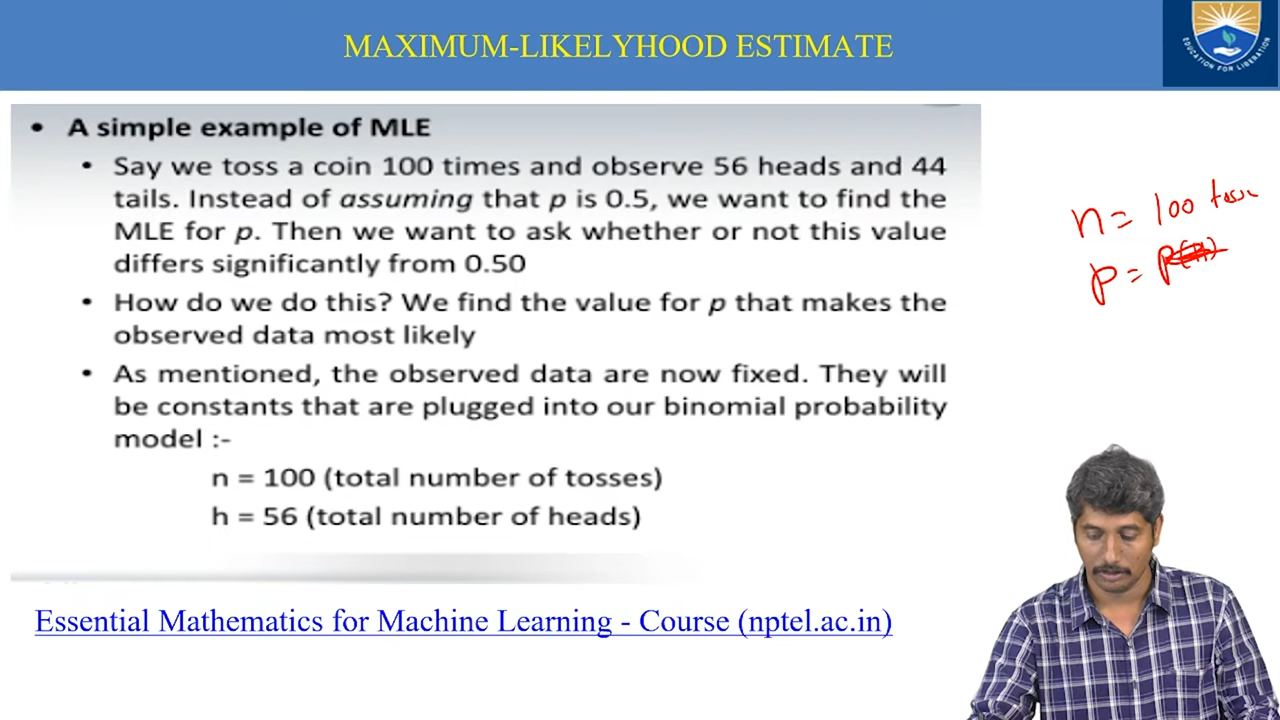 MAXIMUM-LIKELYHOOD ESTIMATE
EDUCATION FOR LIBERATION
• A simple example of MLE
• Say we toss a coin 100 times and observe 56 heads and 44
tails. Instead of assuming that p is 0.5, we want to find the
MLE for p. Then we want to ask whether or not this value
differs significantly from 0.50
• How do we do this? We find the value for p that makes the
observed data most likely
• As mentioned, the observed data are now fixed. They will
be constants that are plugged into our binomial probability
model :-
n = 100 (total number of tosses)
h = 56 (total number of heads)
n = 100 toss
p =
Essential Mathematics for Machine Learning - Course (nptel.ac.in)